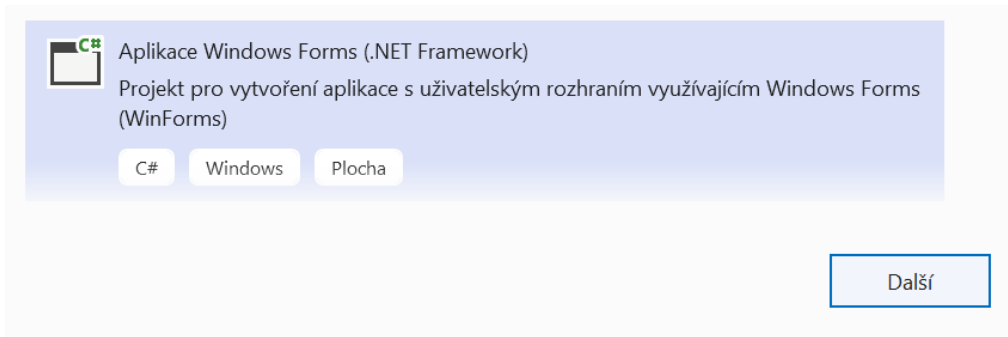 C#
Aplikace Windows Forms (.NET Framework)
Projekt pro vytvoření aplikace s uživatelským rozhraním využívajícím Windows Forms
(WinForms)
C# Windows Plocha
Další